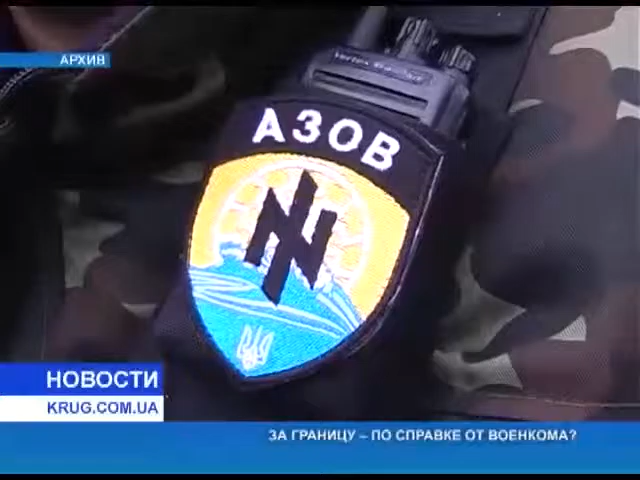 АРХИВ
АЗОВ
НОВОСТИ
KRUG.COM.UA
ЗА ГРАНИЦУ – ПО СПРАВКЕ ОТ ВОЕНКОМА?